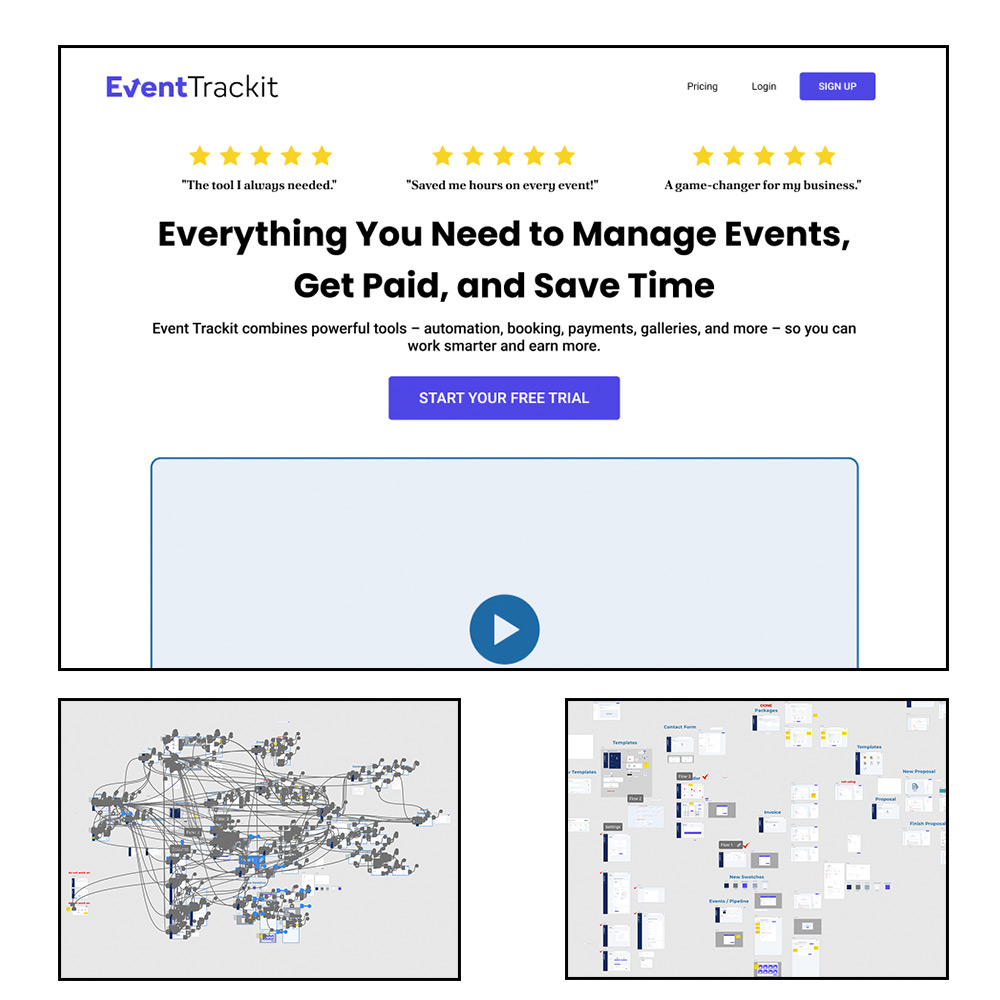 EventTrackit
Pricing Login SIGN UP
"The tool I always needed."
"Saved me hours on every event!"
A game-changer for my business."
Everything You Need to Manage Events,
Get Paid, and Save Time
Event Trackit combines powerful tools – automation, booking, payments, galleries, and more – so you can
work smarter and earn more.
START YOUR FREE TRIAL
DONE
Packages
Contact Form
Templates
Templates
Templates
New Proposal
Flow 3
Flow 2
Proposal
Invoice
Settings
Finish Proposal
Flow 1
New Swatches
Events / Pipeline